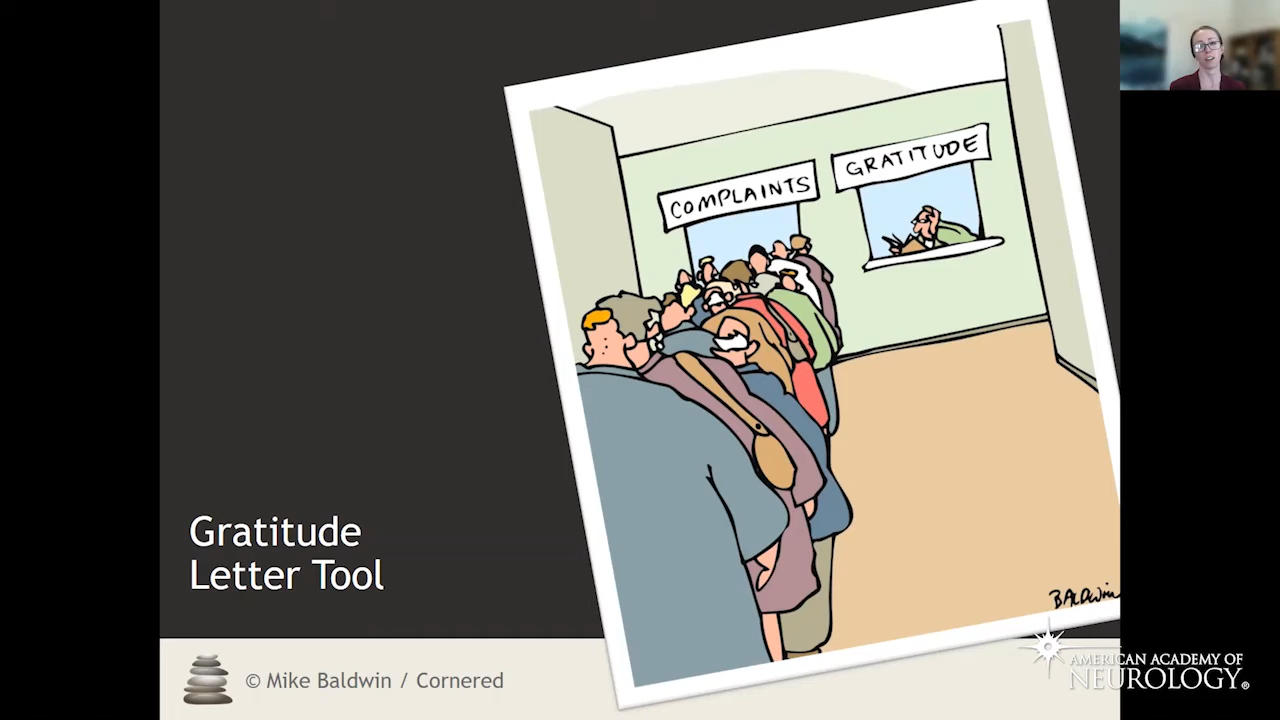 COMPLAINTS
GRATITUDE
Gratitude
Letter Tool
BALDWIN
© Mike Baldwin / Cornered
AMERICAN ACADEMY OF
NEUROLOGY®